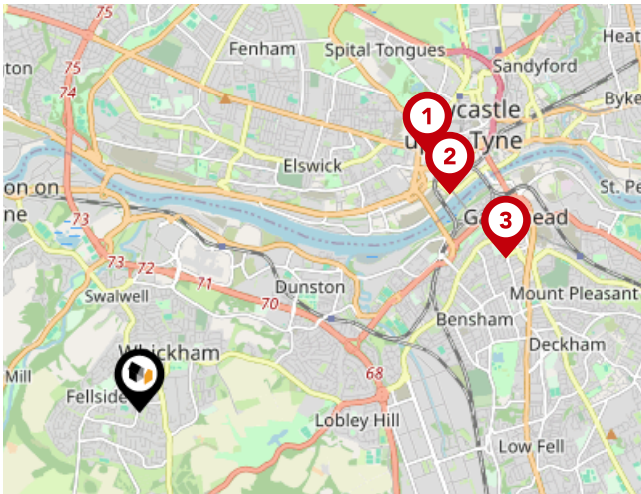 75
Fenham
Spital Tongues
Heat
ton
75
Sandyford
74
Byke
1
ycastle
up
Tyne
2
Elswick
on on
ne
St. Pe
73
3
Ga
ead
73
72
71
Dunston
70
Swalwell
Mount Pleasant
Bensham
Whickham
Deckham
68
Mill
Fellside
Lobley Hill
Low Fell